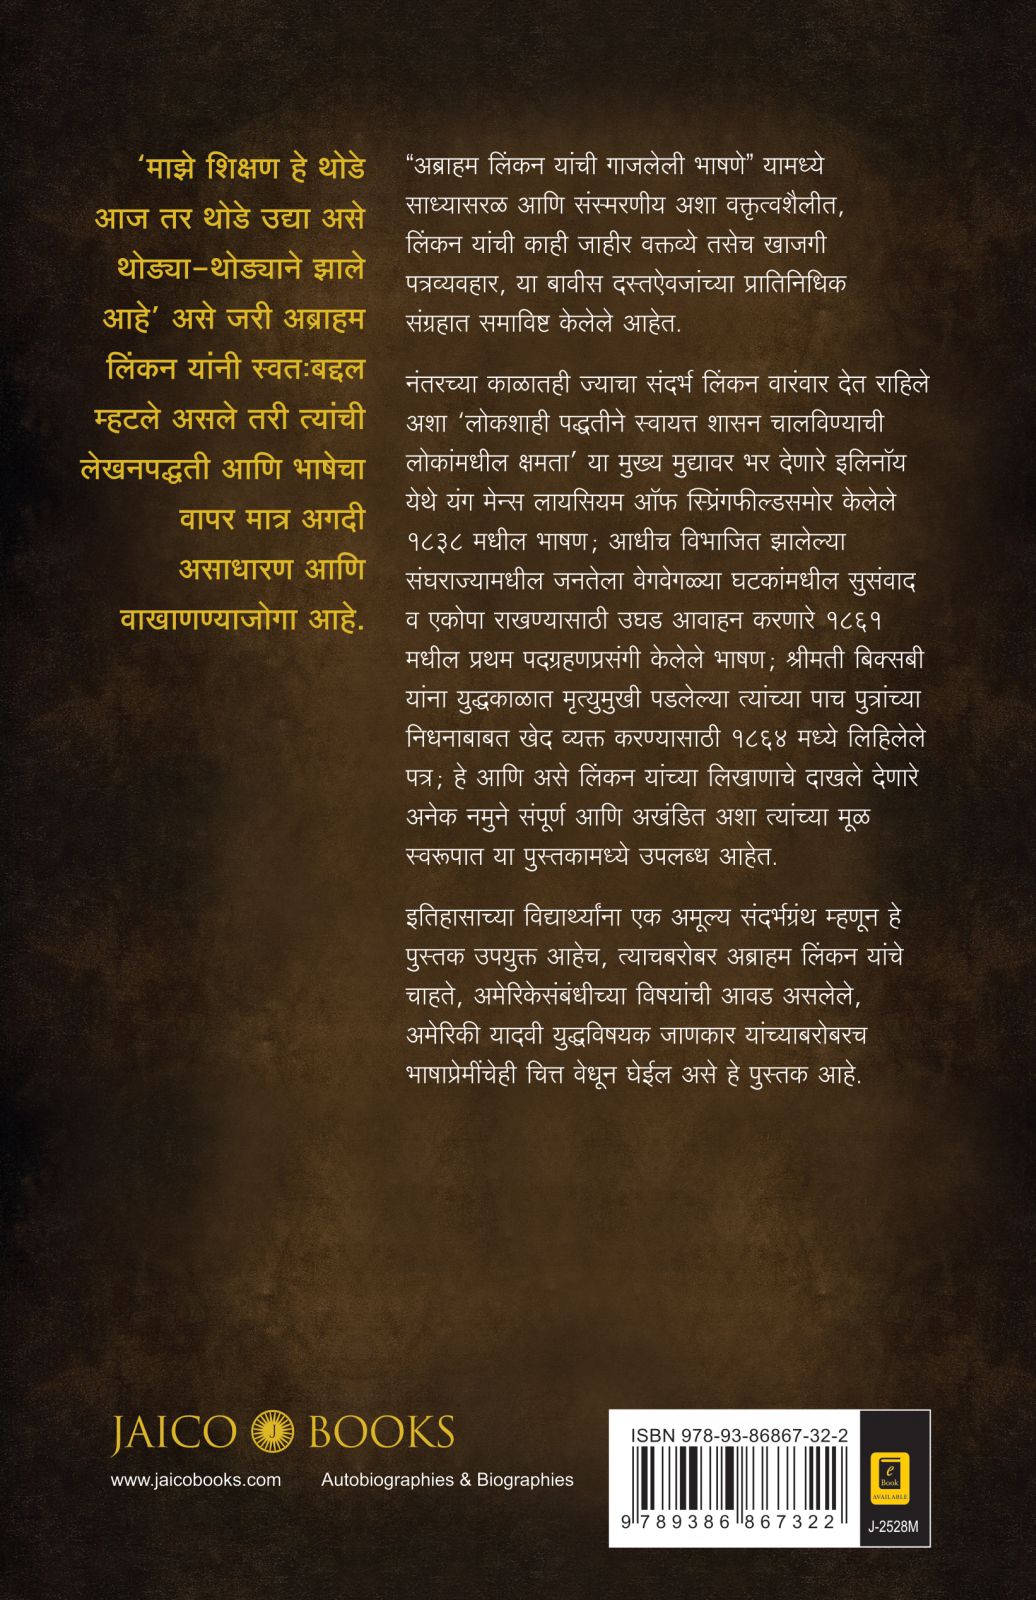 ‘माझे शिक्षण हे थोडे
आज तर थोडे उद्या असे
थोड्या–थोड्याने झाले
आहे’ असे जरी अब्राहम
लिंकन यांनी स्वतःबद्दल
म्हटले असले तरी त्यांची
लेखनपद्धती आणि भाषेचा
वापर मात्र अगदी
असाधारण आणि
वाखाणण्याजोगा आहे.
“अब्राहम लिंकन यांची गाजलेली भाषणे” यामध्ये
साध्यासरळ आणि संस्मरणीय अशा वक्तृत्वशैलीत,
लिंकन यांची काही जाहीर वक्तव्ये तसेच खाजगी
पत्रव्यवहार, या बावीस दस्तऐवजांच्या प्रातिनिधिक
संग्रहात समाविष्ट केलेले आहेत.
नंतरच्या काळातही ज्याचा संदर्भ लिंकन वारंवार देत राहिले
अशा ‘लोकशाही पद्धतीने स्वायत्त शासन चालविण्याची
लोकांमधील क्षमता’ या मुख्य मुद्यावर भर देणारे इलिनॉय
येथे यंग मेन्स लायसियम ऑफ स्प्रिंगफील्डसमोर केलेले
१८३८ मधील भाषण; आधीच विभाजित झालेल्या
संघराज्यामधील जनतेला वेगवेगळ्या घटकांमधील सुसंवाद
व एकोपा राखण्यासाठी उघड आवाहन करणारे १८६१
मधील प्रथम पदग्रहणप्रसंगी केलेले भाषण; श्रीमती बिक्सबी
यांना युद्धकाळात मृत्युमुखी पडलेल्या त्यांच्या पाच पुत्रांच्या
निधनाबाबत खेद व्यक्त करण्यासाठी १८६४ मध्ये लिहिलेले
पत्र; हे आणि असे लिंकन यांच्या लिखाणाचे दाखले देणारे
अनेक नमुने संपूर्ण आणि अखंडित अशा त्यांच्या मूळ
स्वरूपात या पुस्तकामध्ये उपलब्ध आहेत.
इतिहासाच्या विद्यार्थ्यांना एक अमूल्य संदर्भग्रंथ म्हणून हे
पुस्तक उपयुक्त आहेच, त्याचबरोबर अब्राहम लिंकन यांचे
चाहते, अमेरिकेसंबंधीच्या विषयांची आवड असलेले,
अमेरिकी यादवी युद्धविषयक जाणकार यांच्याबरोबरच
भाषाप्रेमींचेही चित्त वेधून घेईल असे हे पुस्तक आहे.
JAICO J BOOKS
www.jaicobooks.com Autobiographies & Biographies
ISBN 978-93-86867-32-2
9 789386 867322
e
Book
AVAILABLE
J-2528M